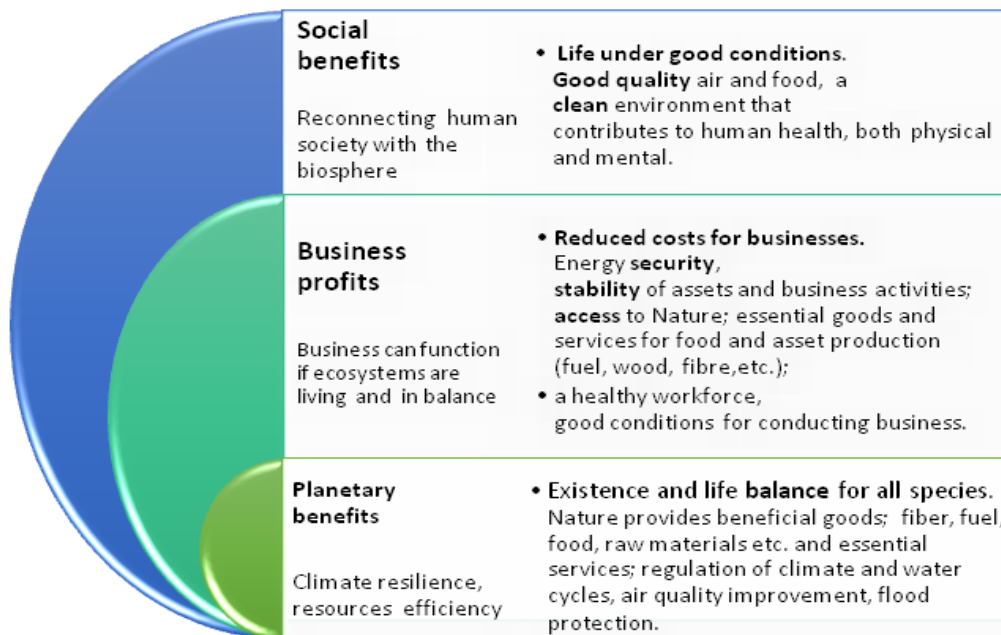 Social
benefits
Reconnecting human
society with the
biosphere
• Life under good conditions.
Good quality air and food, a
clean environment that
contributes to human health, both physical
and mental.
Business
profits
Business can function
if ecosystems are
living and in balance
• Reduced costs for businesses.
Energy security,
stability of assets and business activities;
access to Nature; essential goods and
services for food and asset production
(fuel, wood, fibre,etc.);
• a healthy workforce,
good conditions for conducting business.
Planetary
benefits
Climate resilience,
resources efficiency
• Existence and life balance for all species.
Nature provides beneficial goods; fiber, fuel,
food, raw materials etc. and essential
services; regulation of climate and water
cycles, air quality improvement, flood
protection.